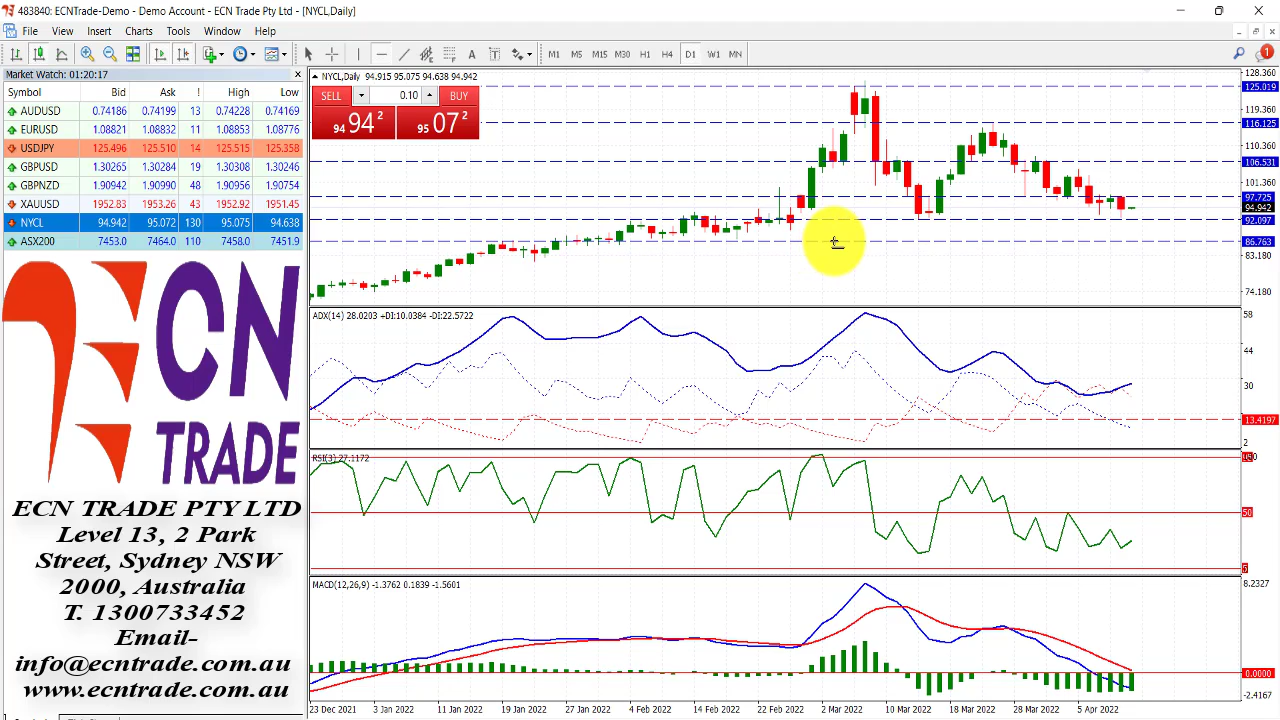 483840: ECNTrade-Demo - Demo Account - ECN Trade Pty Ltd - [NYCL,Daily]
File View Insert Charts Tools Window Help
M1 M5 M15 M30 H1 H4 D1 W1 MN
1
Market Watch: 01:20:17
Symbol Bid Ask ! High Low
AUDUSD 0.74186 0.74199 13 0.74228 0.74169
EURUSD 1.08821 1.08832 11 1.08853 1.08776
USDJPY 125.496 125.510 14 125.515 125.358
GBPUSD 1.30265 1.30284 19 1.30308 1.30246
GBPNZD 1.90942 1.90990 48 1.90956 1.90754
XAUUSD 1952.83 1953.26 43 1952.95 1951.45
NYCL 94.942 95.072 130 95.075 94.638
ASX200 7453.0 7464.0 110 7458.0 7451.9
ECN
TRADE
ECN TRADE PTY LTD
Level 13, 2 Park
Street, Sydney NSW
2000, Australia
T. 1300733452
Email-
info@ecntrade.com.au
www.ecntrade.com.au
NYCL,Daily 94.915 95.075 94.638 94.942
SELL 0.10 BUY
94 94 2 95 07 2
128.360
125.019
119.360
116.125
110.360
106.531
101.360
97.725
94.942
92.097
86.763
83.180
74.180
ADX(14) 28.0203 +DI:10.0384 -DI:22.5722
58
44
30
13.4197
2
RSI(3) 27.1172
50
MACD(12,26,9) -1.3762 0.1839 -1.5601
8.2327
0.0000
-2.4167
23 Dec 2021 3 Jan 2022 11 Jan 2022 19 Jan 2022 27 Jan 2022 4 Feb 2022 14 Feb 2022 22 Feb 2022 2 Mar 2022 10 Mar 2022 18 Mar 2022 28 Mar 2022 5 Apr 2022